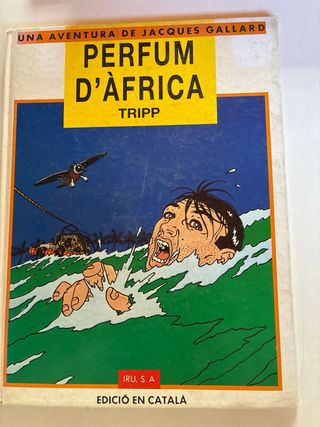 UNA AVENTURA DE JACQUES GALLARD
PERFUM
D'ÀFRICA
TRIPP
IRU, S. A
EDICIÓ EN CATALÀ